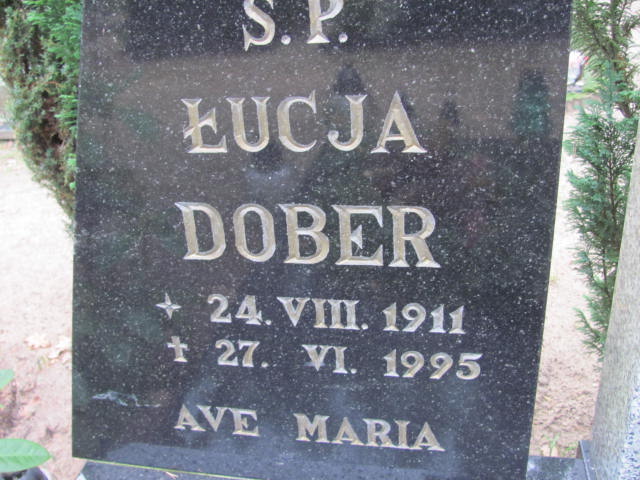 S.P.
ŁUCJA
DOBER
24. VIII. 1911
✝ 27. VI. 1995
AVE MARIA